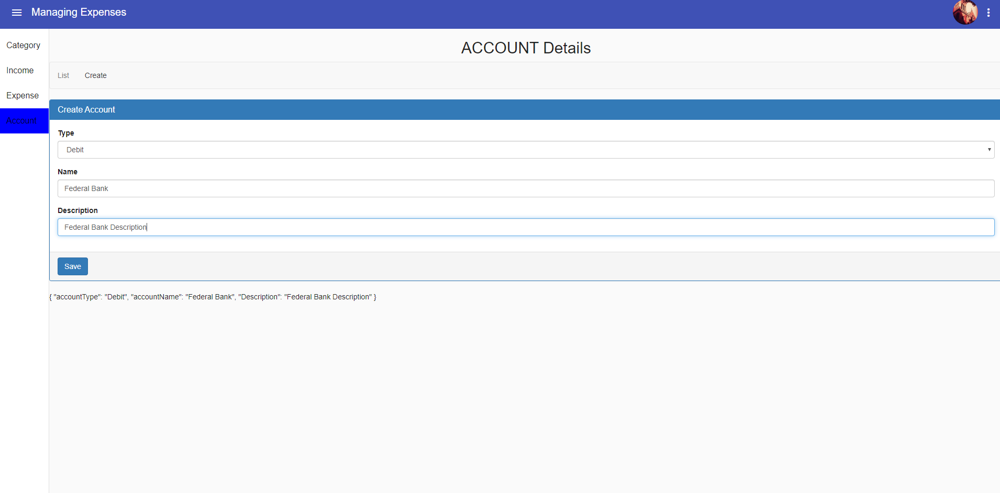 Managing Expenses
Category
Income
Expense
Account
ACCOUNT Details
List Create
Create Account
Type
Debit
Name
Federal Bank
Description
Federal Bank Description
Save
{ "accountType": "Debit", "accountName": "Federal Bank", "Description": "Federal Bank Description" }